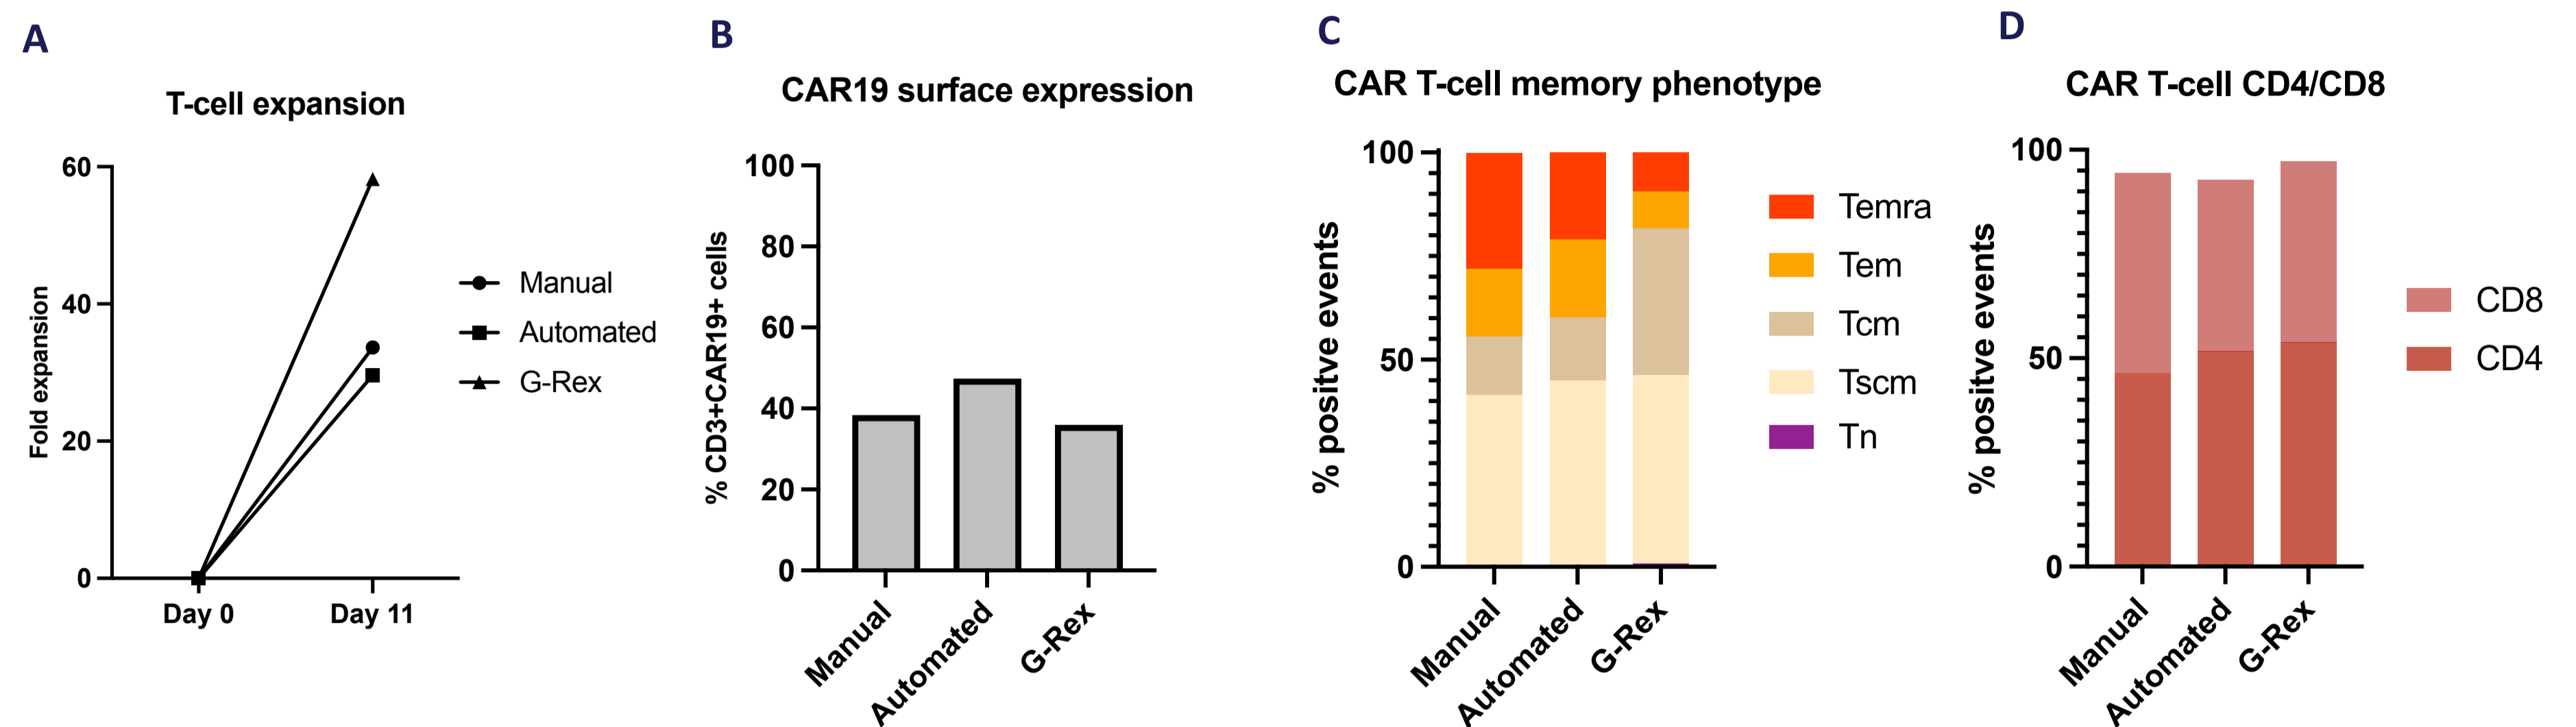 A
T-cell expansion
Fold expansion
60
40
20
0
Day 0
Day 11
Manual
Automated
G-Rex
B
CAR19 surface expression
% CD3+CAR19+ cells
100
80
60
40
20
0
Manual
Automated
G-Rex
C
CAR T-cell memory phenotype
% positve events
100
50
0
Manual
Automated
G-Rex
Temra
Tem
Tcm
Tscm
Tn
D
CAR T-cell CD4/CD8
% positive events
100
50
0
Manual
Automated
G-Rex
CD8
CD4